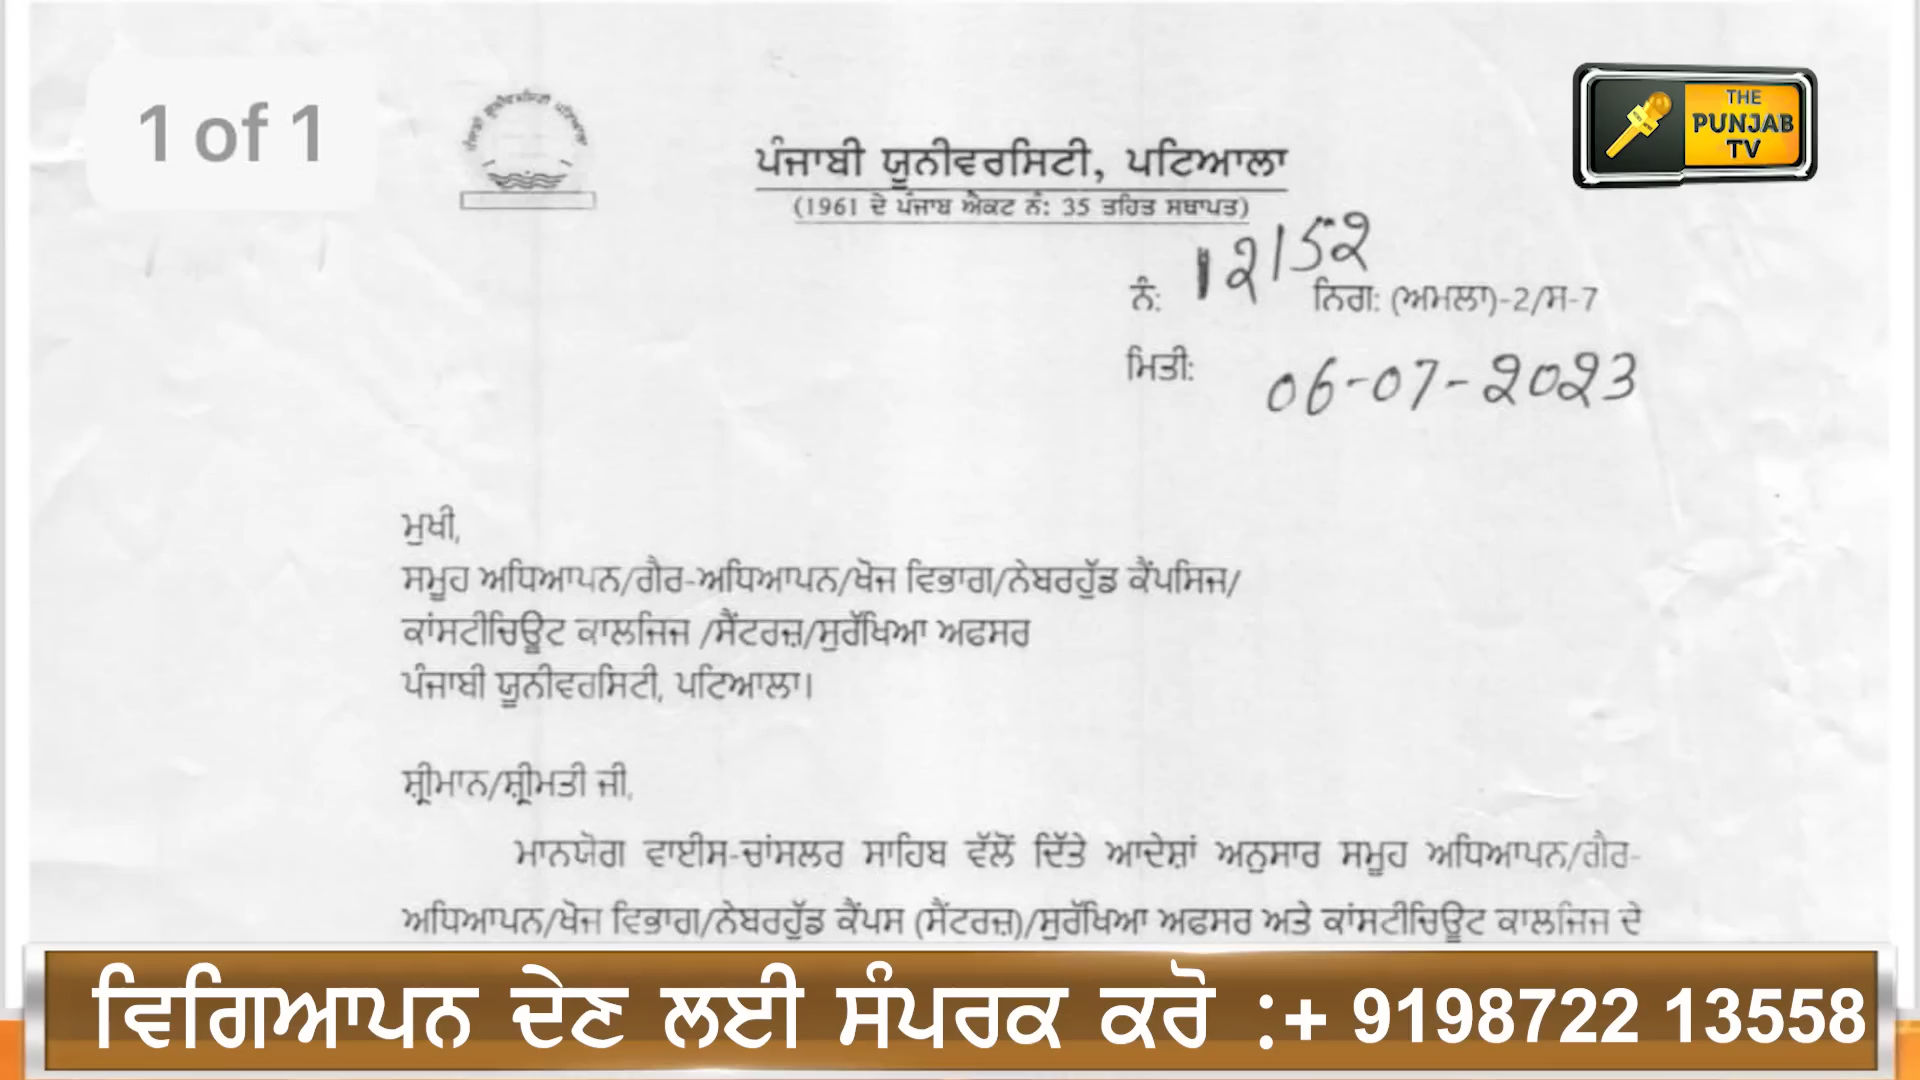 1 of 1
ਪੰਜਾਬੀ ਯੂਨੀਵਰਸਿਟੀ ਪਟਿਆਲਾ
THE
PUNJAB
TV
ਪੰਜਾਬੀ ਯੂਨੀਵਰਸਿਟੀ, ਪਟਿਆਲਾ
(1961 ਦੇ ਪੰਜਾਬ ਐਕਟ ਨੰ: 35 ਤਹਿਤ ਸਥਾਪਤ)
ਨੰ: 12152 ਨਿਗ: (ਅਮਲਾ)-2/ਸ-7
ਮਿਤੀ: 06-07-2023
ਮੁਖੀ,
ਸਮੂਹ ਅਧਿਆਪਨ/ਗੈਰ-ਅਧਿਆਪਨ/ਖੋਜ ਵਿਭਾਗ/ਨੇਬਰਹੁੱਡ ਕੈਂਪਸਿਜ/
ਕਾਂਸਟੀਚਿਊਟ ਕਾਲਜਿਜ /ਸੈਂਟਰਜ਼/ਸੁਰੱਖਿਆ ਅਫਸਰ
ਪੰਜਾਬੀ ਯੂਨੀਵਰਸਿਟੀ, ਪਟਿਆਲਾ।
ਸ਼੍ਰੀਮਾਨ/ਸ਼੍ਰੀਮਤੀ ਜੀ,
ਮਾਨਯੋਗ ਵਾਈਸ-ਚਾਂਸਲਰ ਸਾਹਿਬ ਵੱਲੋਂ ਦਿੱਤੇ ਆਦੇਸ਼ਾਂ ਅਨੁਸਾਰ ਸਮੂਹ ਅਧਿਆਪਨ/ਗੈਰ-
ਅਧਿਆਪਨ/ਖੋਜ ਵਿਭਾਗ/ਨੇਬਰਹੁੱਡ ਕੈਂਪਸ (ਸੈਂਟਰਜ਼)/ਸੁਰੱਖਿਆ ਅਫਸਰ ਅਤੇ ਕਾਂਸਟੀਚਿਊਟ ਕਾਲਜਿਜ ਦੇ
ਵਿਗਿਆਪਨ ਦੇਣ ਲਈ ਸੰਪਰਕ ਕਰੋ :+ 9198722 13558